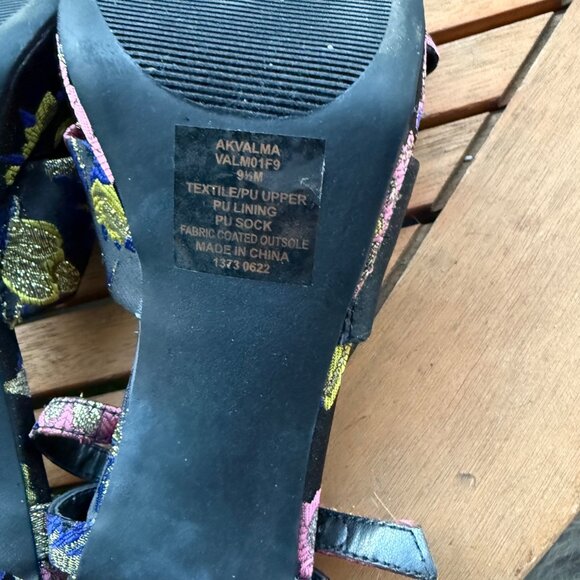 AKVALMA
VALM01F9
9½M
TEXTILE/PU UPPER
PU LINING
PU SOCK
FABRIC COATED OUTSOLE
MADE IN CHINA
1373 0622